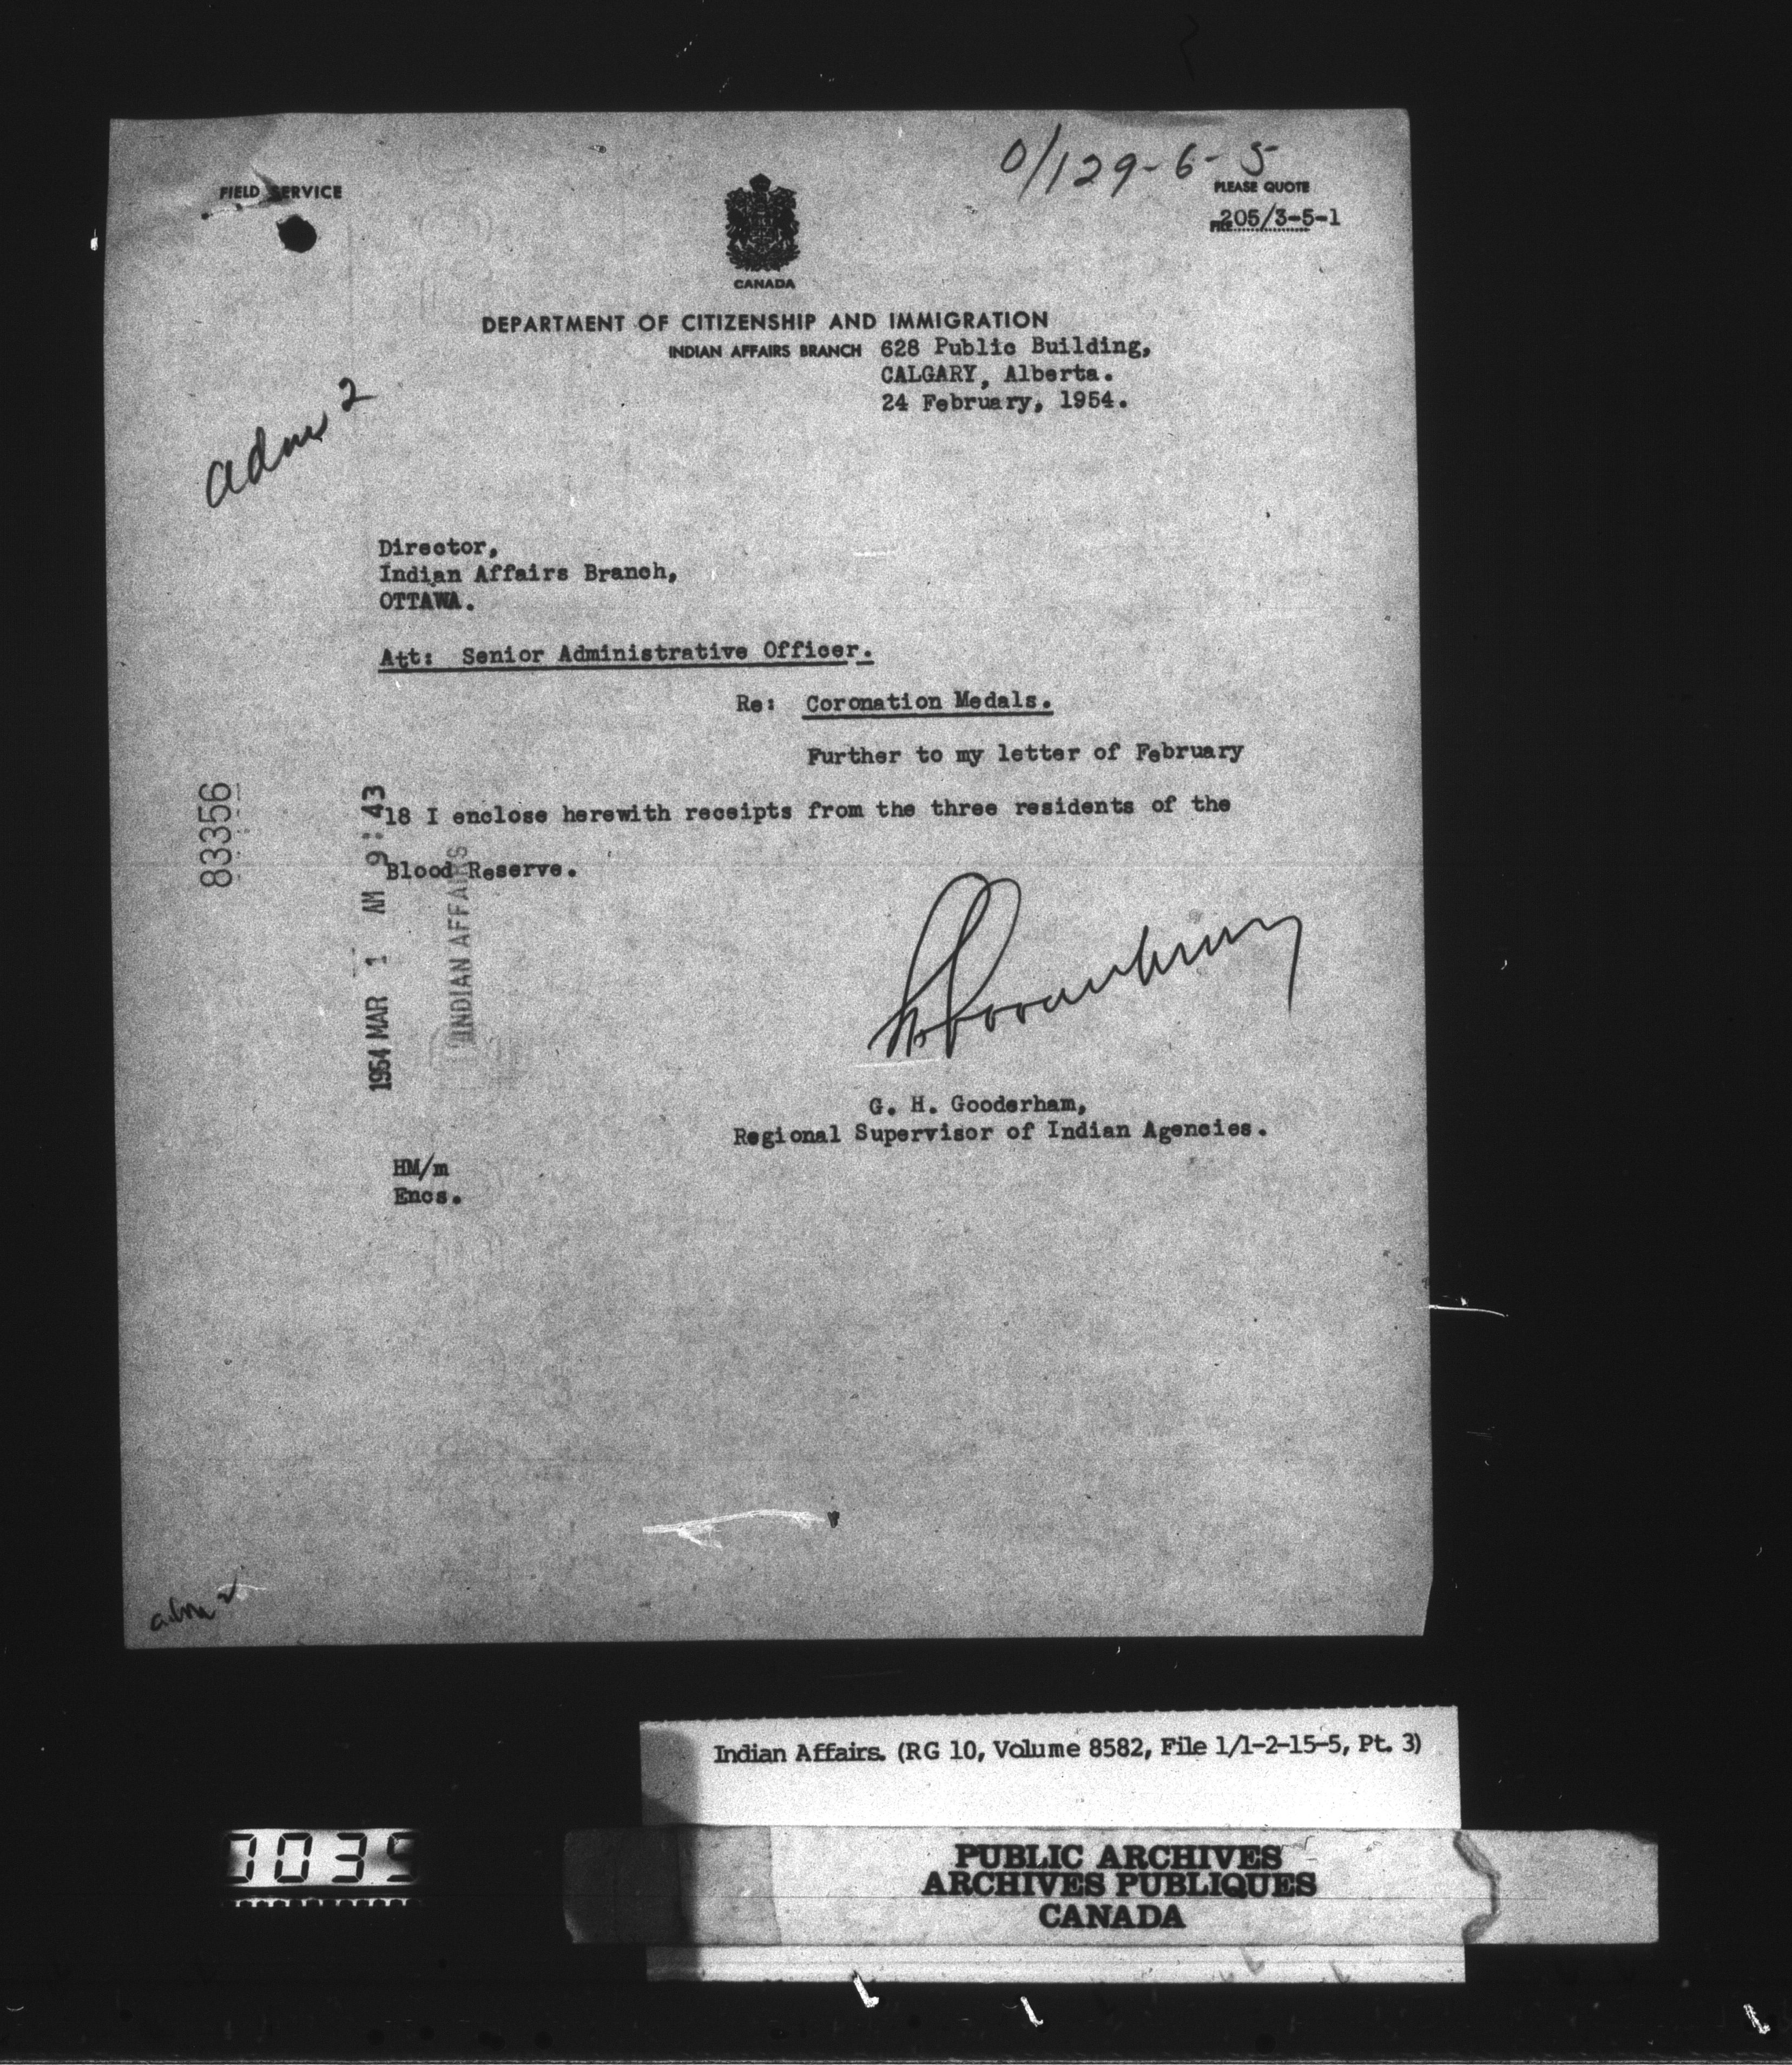 0/129-6-5
FIELD SERVICE
PLEASE QUOTE
FILE 205/3-5-1
CANADA
DEPARTMENT OF CITIZENSHIP AND IMMIGRATION
INDIAN AFFAIRS BRANCH 628 Public Building,
CALGARY, Alberta.
24 February, 1954.
adm 2
Director,
Indian Affairs Branch,
OTTAWA.
Att: Senior Administrative Officer.
Re: Coronation Medals.
Further to my letter of February
18 I enclose herewith receipts from the three residents of the
Blood Reserve.
83356
1954 MAR 1 AM 9:43
INDIAN AFFAIRS
G. H. Gooderham,
Regional Supervisor of Indian Agencies.
HM/m
Encs.
adm 2
Indian Affairs. (RG 10, Volume 8582, File 1/1-2-15-5, Pt. 3)
PUBLIC ARCHIVES
ARCHIVES PUBLIQUES
CANADA